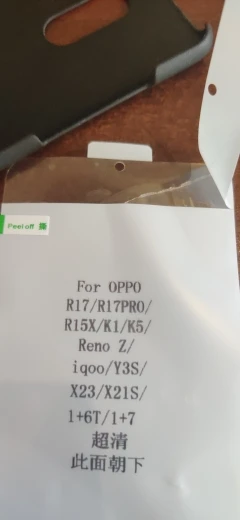 Peel off 撕
For OPPO
R17/R17PRO/
R15X/K1/K5/
Reno Z/
iqoo/Y3S/
X23/X21S/
1+6T/1+7
超清
此面朝下